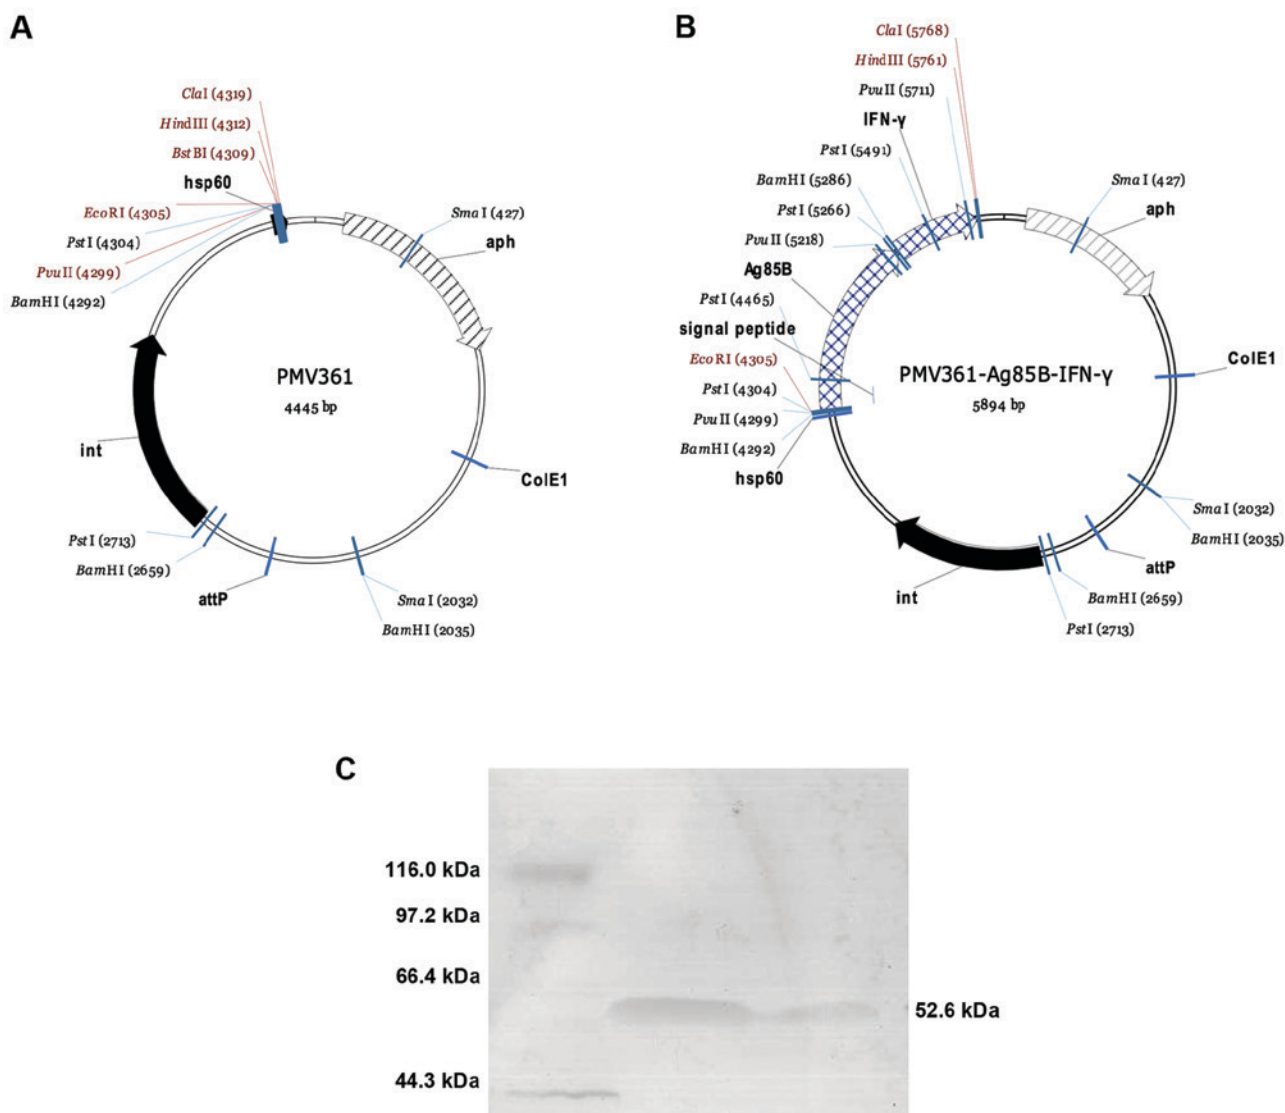 A
ClaI (4319)
HindIII (4312)
BstBI (4309)
hsp60
EcoRI (4305)
PstI (4304)
PvuII (4299)
BamHI (4292)
SmaI (427)
aph
PMV361
4445 bp
int
ColE1
PstI (2713)
BamHI (2659)
attP
SmaI (2032)
BamHI (2035)
B
ClaI (5768)
HindIII (5761)
PvuII (5711)
IFN-γ
PstI (5491)
BamHI (5286)
PstI (5266)
PvuII (5218)
Ag85B
PstI (4465)
signal peptide
EcoRI (4305)
PstI (4304)
PvuII (4299)
BamHI (4292)
hsp60
SmaI (427)
aph
PMV361-Ag85B-IFN-γ
5894 bp
ColE1
SmaI (2032)
BamHI (2035)
attP
int
BamHI (2659)
PstI (2713)
C
116.0 kDa
97.2 kDa
66.4 kDa
52.6 kDa
44.3 kDa